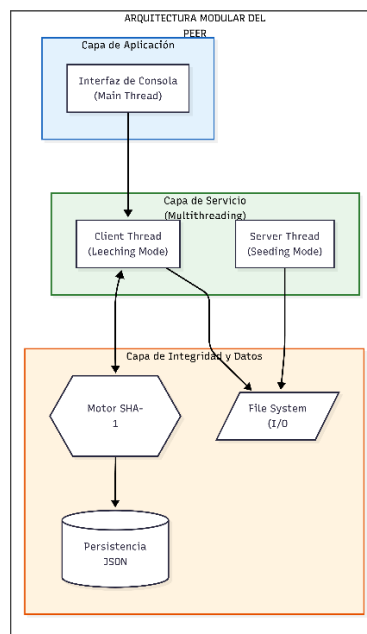 ARQUITECTURA MODULAR DEL
PEER
Capa de Aplicación
Interfaz de Consola
(Main Thread)
Capa de Servicio
(Multithreading)
Client Thread
(Leeching Mode)
Server Thread
(Seeding Mode)
Capa de Integridad y Datos
Motor SHA-
1
File System
(I/O
Persistencia
JSON